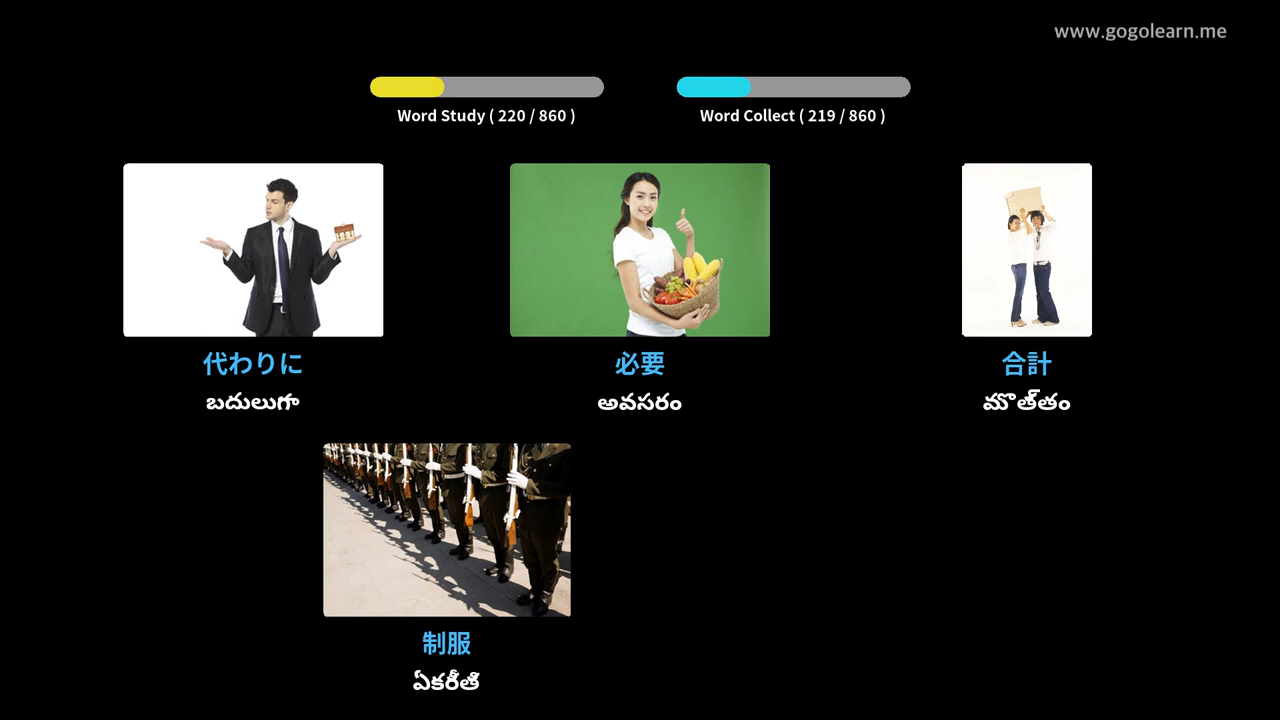 www.gogolearn.me
Word Study ( 220 / 860 )
Word Collect ( 219 / 860 )
代わりに
బదులుగా
必要
అవసరం
合計
మొత్తం
制服
ఏకరీతి